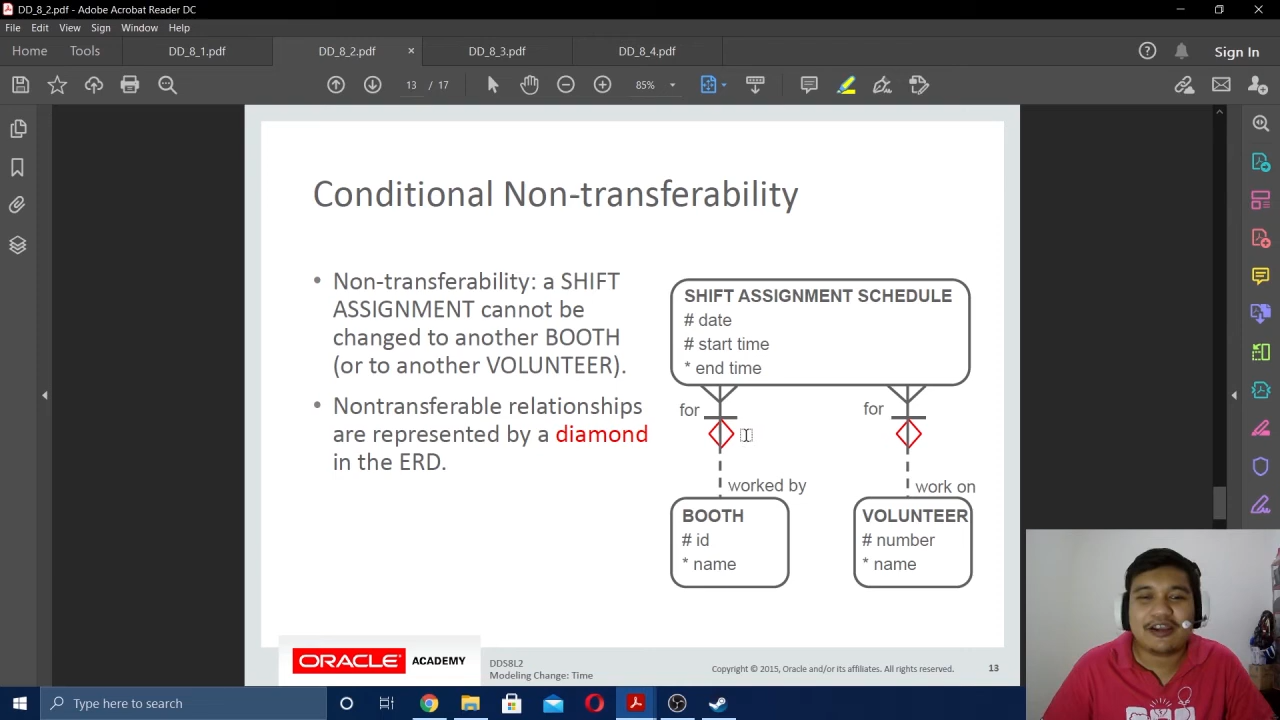 DD_8_2.pdf - Adobe Acrobat Reader DC
File Edit View Sign Window Help
Home Tools DD_8_1.pdf DD_8_2.pdf × DD_8_3.pdf DD_8_4.pdf Sign In
13 / 17 85%
Conditional Non-transferability
• Non-transferability: a SHIFT
ASSIGNMENT cannot be
changed to another BOOTH
(or to another VOLUNTEER).
• Nontransferable relationships
are represented by a diamond
in the ERD.
SHIFT ASSIGNMENT SCHEDULE
# date
# start time
* end time
for
for
worked by
work on
BOOTH
# id
* name
VOLUNTEER
# number
* name
ORACLE ACADEMY
DDS8L2
Modeling Change: Time
Copyright © 2015, Oracle and/or its affiliates. All rights reserved.
13
Type here to search